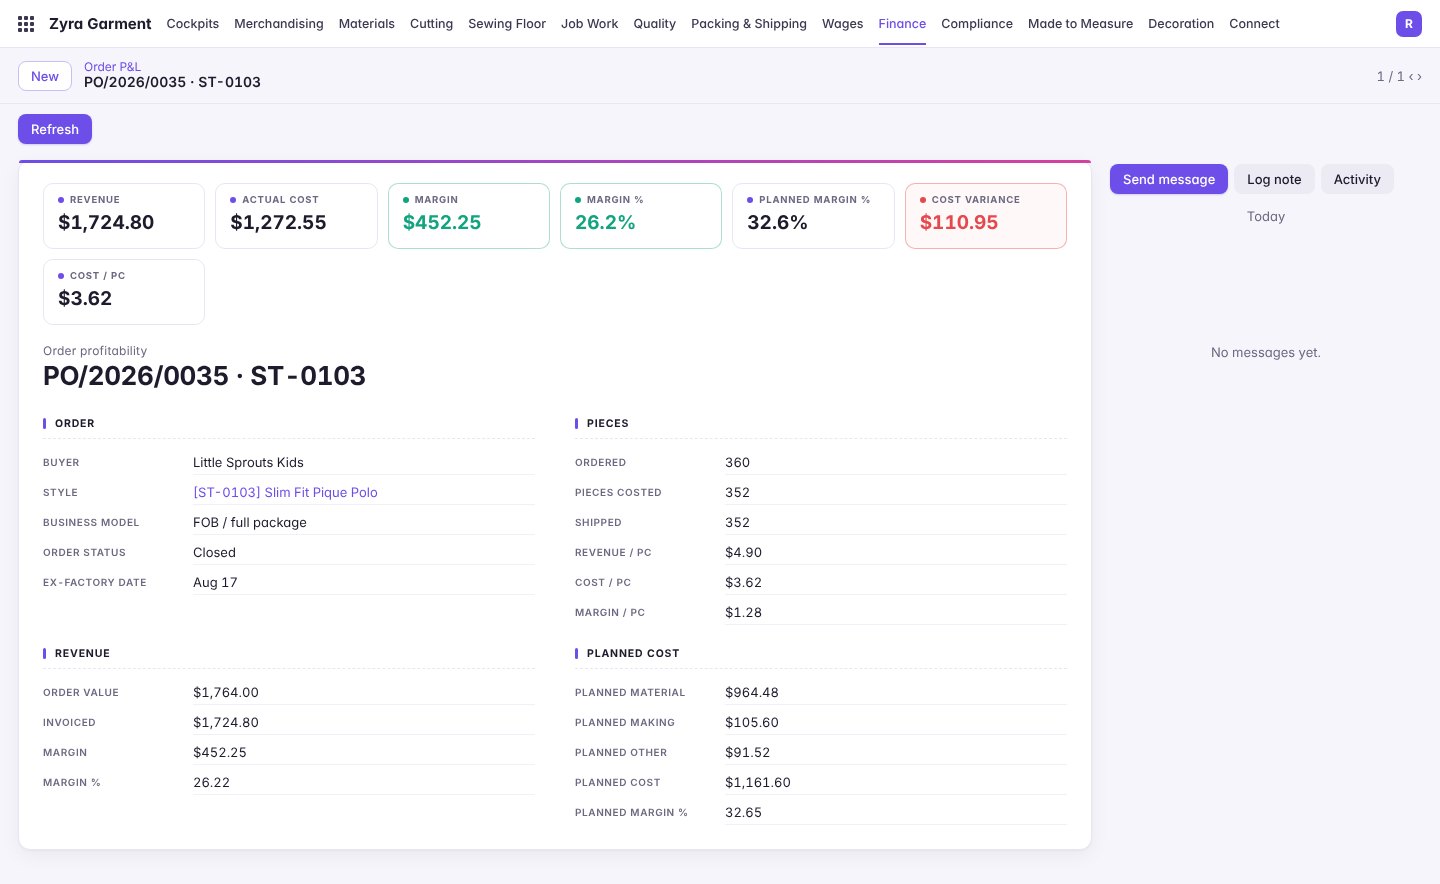 Zyra Garment Cockpits Merchandising Materials Cutting Sewing Floor Job Work Quality Packing & Shipping Wages Finance Compliance Made to Measure Decoration Connect R
New
Order P&L
PO/2026/0035 · ST-0103
1 / 1 ‹ ›
Refresh
Send message Log note Activity
Today
No messages yet.
REVENUE
$1,724.80
ACTUAL COST
$1,272.55
MARGIN
$452.25
MARGIN %
26.2%
PLANNED MARGIN %
32.6%
COST VARIANCE
$110.95
COST / PC
$3.62
Order profitability
PO/2026/0035 · ST-0103
ORDER
BUYER Little Sprouts Kids
STYLE [ST-0103] Slim Fit Pique Polo
BUSINESS MODEL FOB / full package
ORDER STATUS Closed
EX-FACTORY DATE Aug 17
PIECES
ORDERED 360
PIECES COSTED 352
SHIPPED 352
REVENUE / PC $4.90
COST / PC $3.62
MARGIN / PC $1.28
REVENUE
ORDER VALUE $1,764.00
INVOICED $1,724.80
MARGIN $452.25
MARGIN % 26.22
PLANNED COST
PLANNED MATERIAL $964.48
PLANNED MAKING $105.60
PLANNED OTHER $91.52
PLANNED COST $1,161.60
PLANNED MARGIN % 32.65